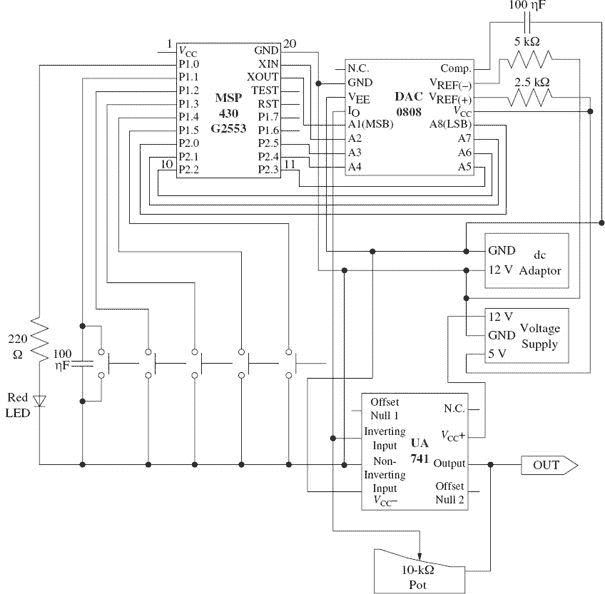 100 ηF
5 kΩ
2.5 kΩ
1
20
VCC
P1.0
P1.1
P1.2
P1.3
P1.4
P1.5
P2.0
P2.1
10
P2.2
MSP
430
G2553
GND
XIN
XOUT
TEST
RST
P1.7
P1.6
P2.5
P2.4
P2.3
11
N.C.
GND
VEE
IO
A1(MSB)
A2
A3
A4
DAC
0808
Comp.
VREF(−)
VREF(+)
VCC
A8(LSB)
A7
A6
A5
GND
12 V
dc
Adaptor
12 V
GND
5 V
Voltage
Supply
220
Ω
Red
LED
100
ηF
Offset
Null 1
Inverting
Input
Non-
Inverting
Input
VCC−
UA
741
N.C.
VCC+
Output
Offset
Null 2
OUT
10-kΩ
Pot